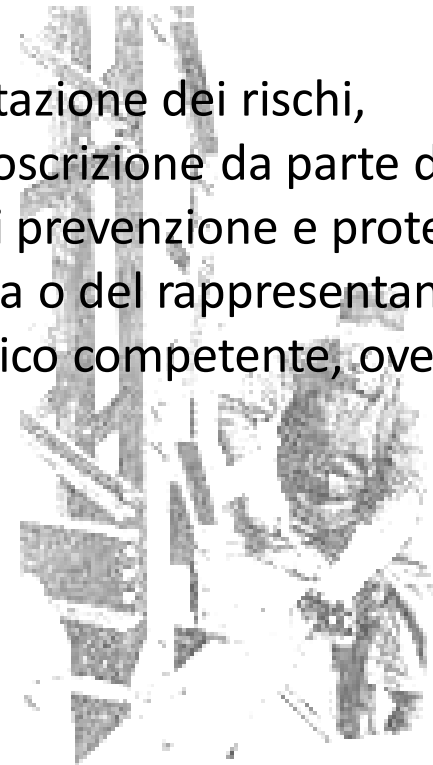 tazione dei rischi,
oscrizione da parte d
i prevenzione e prote
a o del rappresentan
ico competente, ove